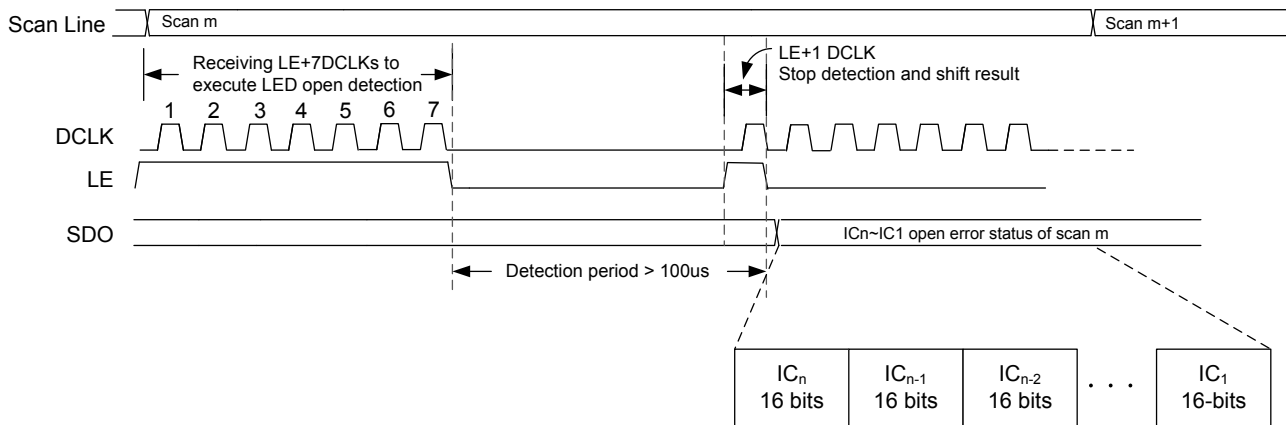 Scan Line
Scan m
Scan m+1
Receiving LE+7DCLKs to
execute LED open detection
LE+1 DCLK
Stop detection and shift result
1 2 3 4 5 6 7
DCLK
LE
SDO
ICn~IC1 open error status of scan m
Detection period > 100us
ICn ICn-1 ICn-2 . . . IC1
16 bits 16 bits 16 bits 16-bits